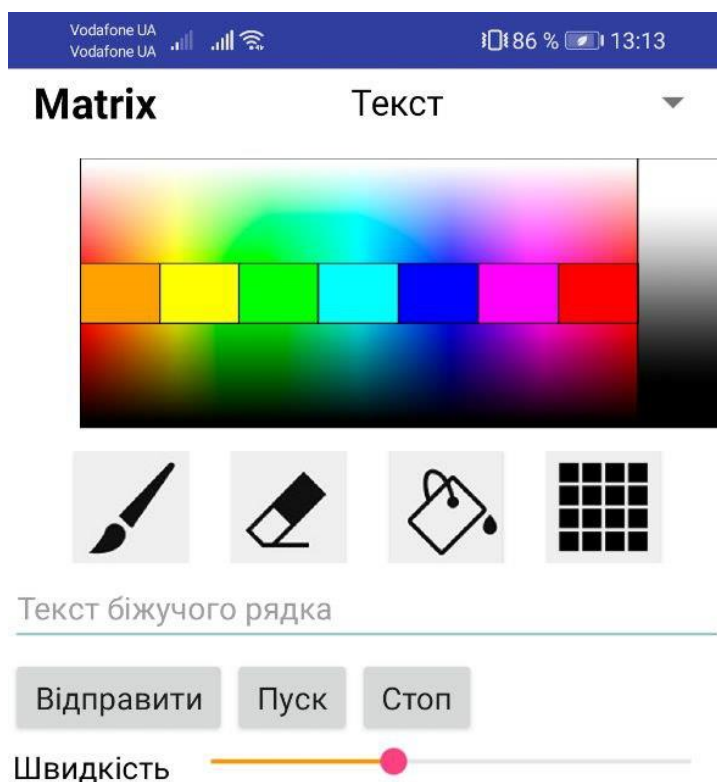 Vodafone UA
Vodafone UA
86 % 13:13
Matrix Текст
Текст біжучого рядка
Відправити Пуск Стоп
Швидкість